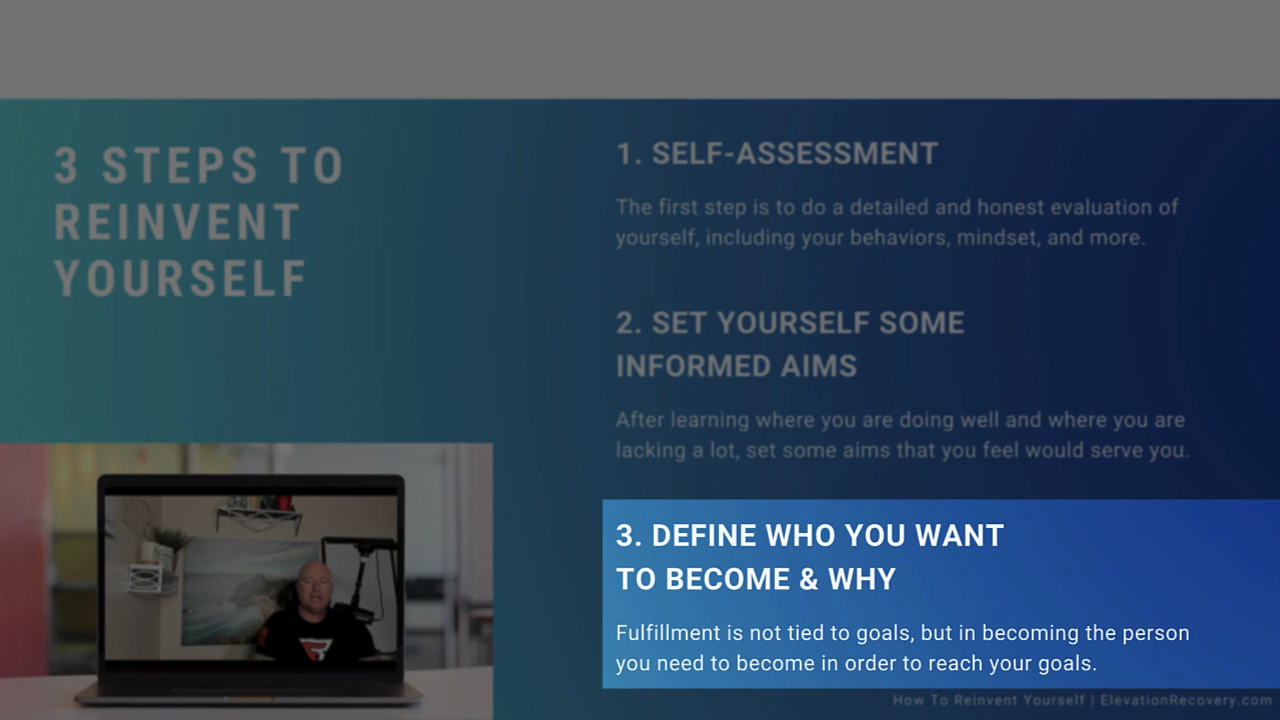 3 STEPS TO
REINVENT
YOURSELF
1. SELF-ASSESSMENT
The first step is to do a detailed and honest evaluation of
yourself, including your behaviors, mindset, and more.
2. SET YOURSELF SOME
INFORMED AIMS
After learning where you are doing well and where you are
lacking a lot, set some aims that you feel would serve you.
3. DEFINE WHO YOU WANT
TO BECOME & WHY
Fulfillment is not tied to goals, but in becoming the person
you need to become in order to reach your goals.
How To Reinvent Yourself | ElevationRecovery.com